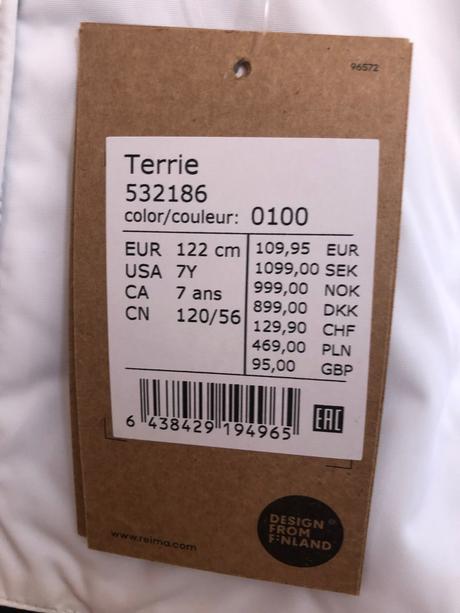 96572
Terrie
532186
color/couleur: 0100
EUR 122 cm
USA 7Y
CA 7 ans
CN 120/56
109,95 EUR
1099,00 SEK
999,00 NOK
899,00 DKK
129,90 CHF
469,00 PLN
95,00 GBP
6 438429 194965
EAC
www.reima.com
DESIGN
FROM
FINLAND